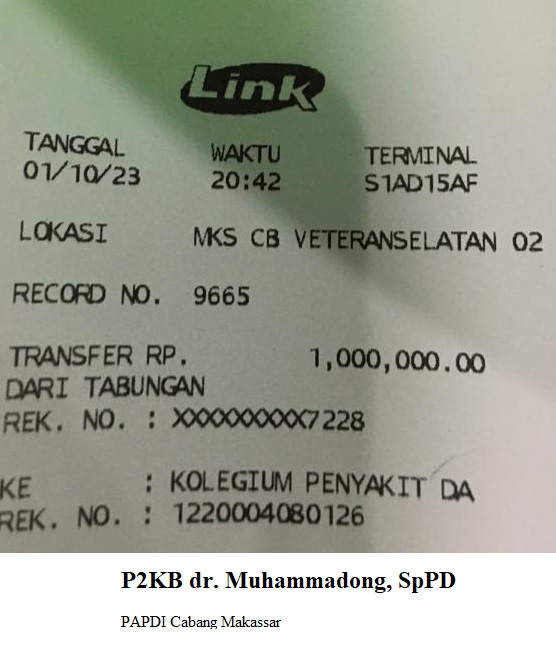 Link
TANGGAL WAKTU TERMINAL
01/10/23 20:42 S1AD15AF
LOKASI MKS CB VETERANSELATAN 02
RECORD NO. 9665
TRANSFER RP. 1,000,000.00
DARI TABUNGAN
REK. NO. : XXXXXXXXX7228
KE : KOLEGIUM PENYAKIT DA
REK. NO. : 1220004080126
P2KB dr. Muhammadong, SpPD
PAPDI Cabang Makassar